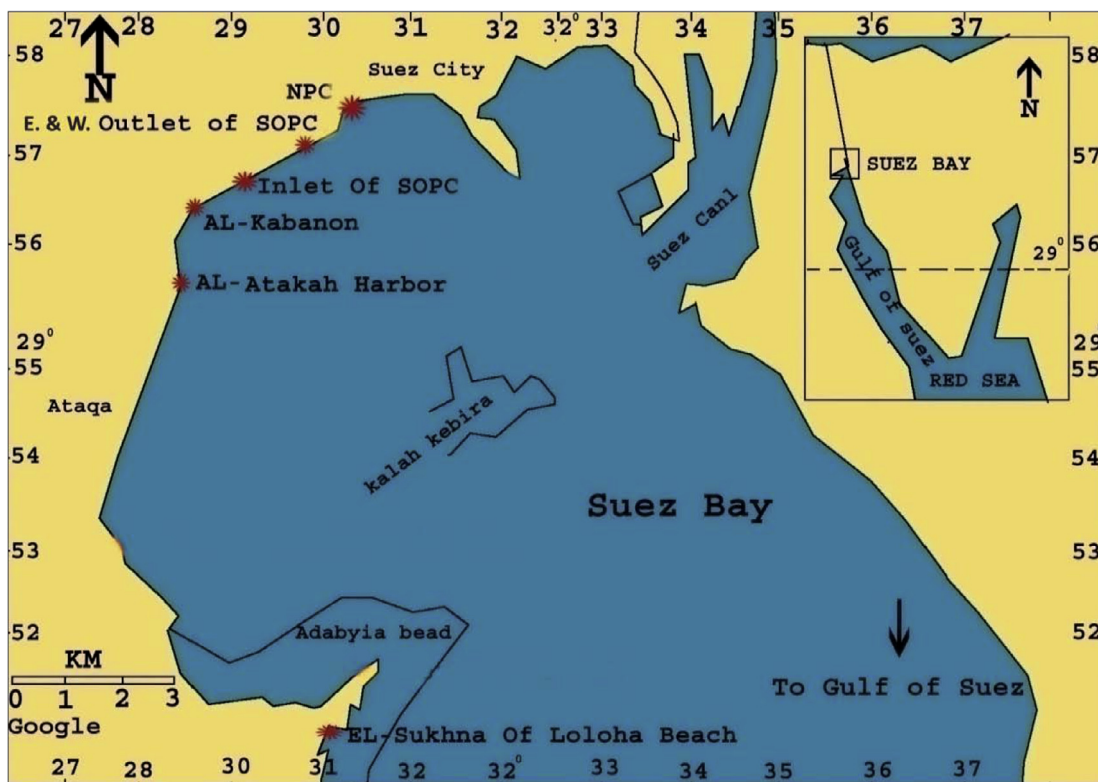 27 28 29 30 31 32 32⁰ 33 34 35 36 37
58 Suez City 58
N
NPC
N
E. & W. Outlet of SOPC
57 SUEZ BAY 57
Inlet Of SOPC
AL-Kabanon
Suez Canl
56 29⁰ 56
AL-Atakah Harbor
Gulf of suez
29⁰ 29
55 55
RED SEA
Ataqa
kalah kebira
54 54
Suez Bay
53 53
52 Adabyia bead 52
KM
0 1 2 3
To Gulf of Suez
Google
EL-Sukhna Of Loloha Beach
27 28 30 31 32 32⁰ 33 34 35 36 37